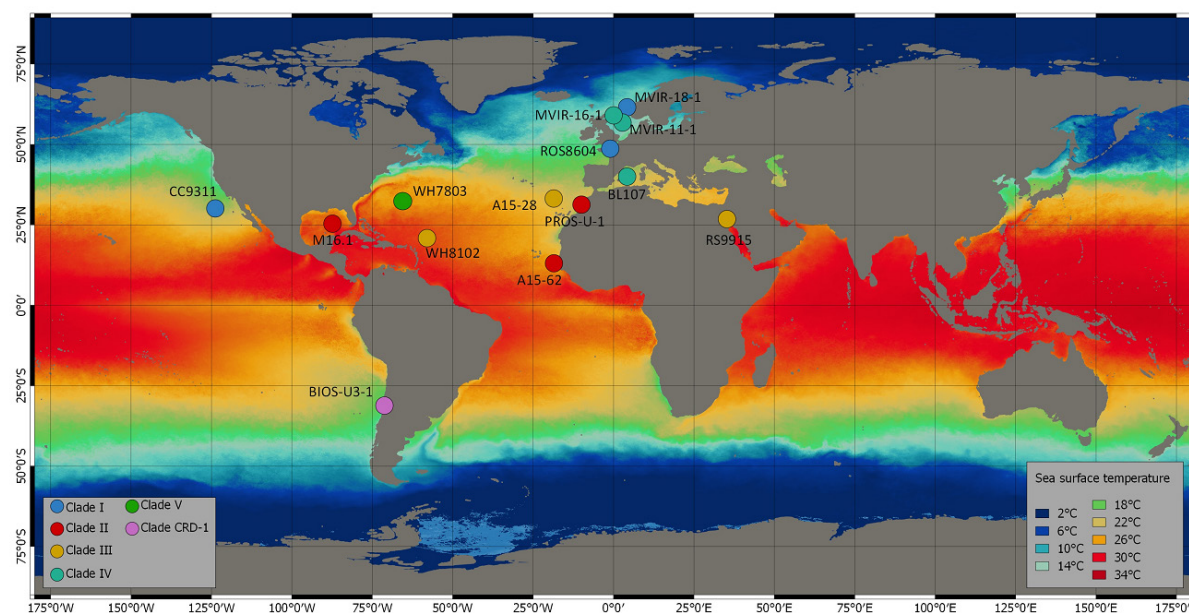 75°0'N
50°0'N
25°0'N
0°0'
25°0'S
50°0'S
75°0'S
MVIR-18-1
MVIR-16-1
MVIR-11-1
ROS8604
CC9311
WH7803
BL107
A15-28
PROS-U-1
M16.1
WH8102
RS9915
A15-62
BIOS-U3-1
Clade I
Clade V
Clade II
Clade CRD-1
Clade III
Clade IV
Sea surface temperature
2°C
6°C
10°C
14°C
18°C
22°C
26°C
30°C
34°C
175°0'W
150°0'W
125°0'W
100°0'W
75°0'W
50°0'W
25°0'W
0°0'
25°0'E
50°0'E
75°0'E
100°0'E
125°0'E
150°0'E
175°0'E